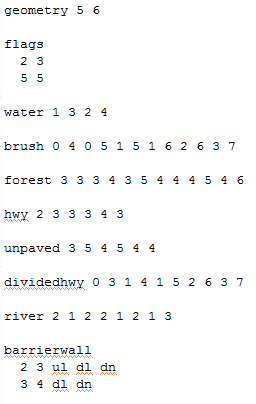 geometry 5 6
flags
2 3
5 5
water 1 3 2 4
brush 0 4 0 5 1 5 1 6 2 6 3 7
forest 3 3 3 4 3 5 4 4 4 5 4 6
hwy 2 3 3 3 4 3
unpaved 3 5 4 5 4 4
dividedhwy 0 3 1 4 1 5 2 6 3 7
river 2 1 2 2 1 2 1 3
barrierwall
2 3 ul dl dn
3 4 dl dn